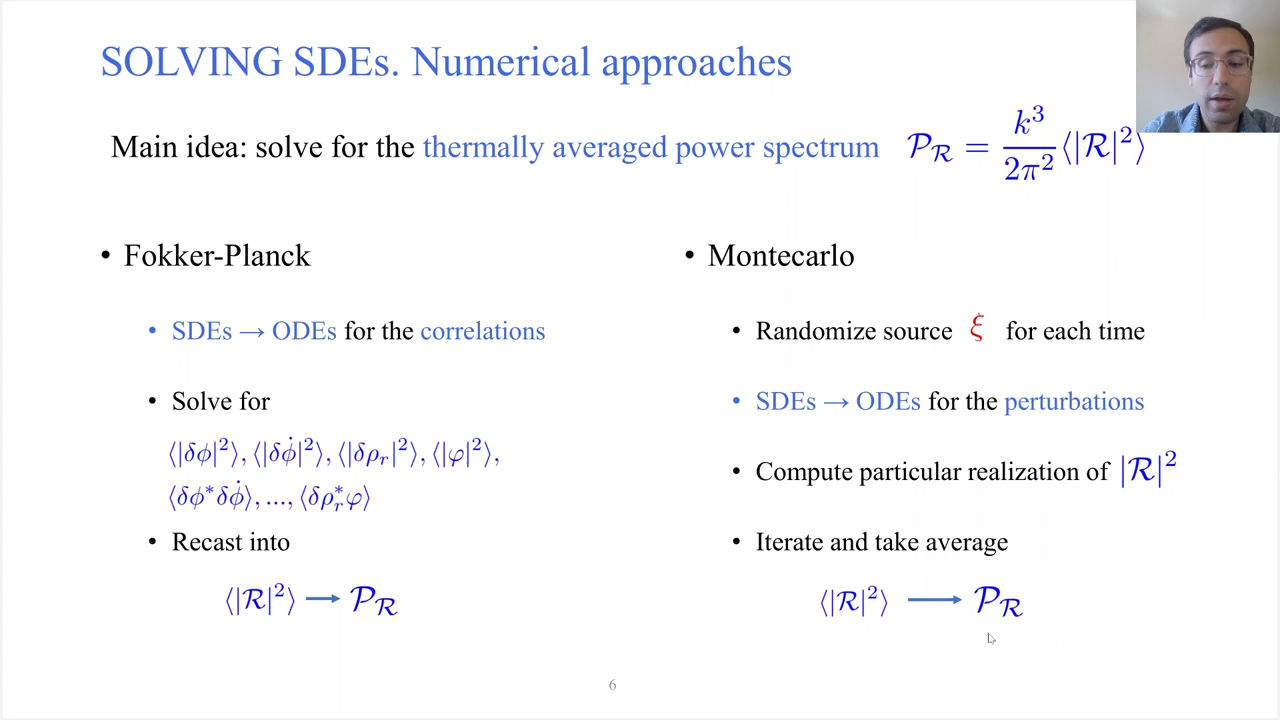 SOLVING SDEs. Numerical approaches
Main idea: solve for the thermally averaged power spectrum 𝒫_ℛ = k³/2π² ⟨|ℛ|²⟩
• Fokker-Planck
• SDEs → ODEs for the correlations
• Solve for
⟨|δϕ|²⟩, ⟨|δϕ̇|²⟩, ⟨|δρ_r|²⟩, ⟨|φ|²⟩,
⟨δϕ*δϕ̇⟩, ..., ⟨δρ_r*φ⟩
• Recast into
⟨|ℛ|²⟩ → 𝒫_ℛ
• Montecarlo
• Randomize source ξ for each time
• SDEs → ODEs for the perturbations
• Compute particular realization of |ℛ|²
• Iterate and take average
⟨|ℛ|²⟩ → 𝒫_ℛ
6